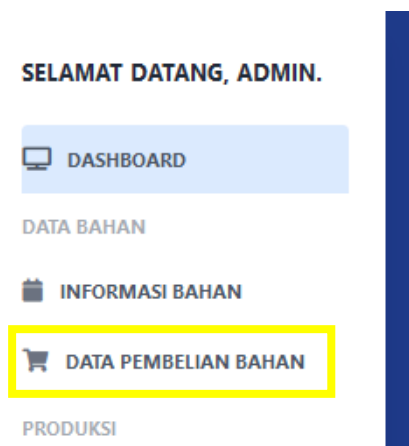 SELAMAT DATANG, ADMIN.
DASHBOARD
DATA BAHAN
INFORMASI BAHAN
DATA PEMBELIAN BAHAN
PRODUKSI